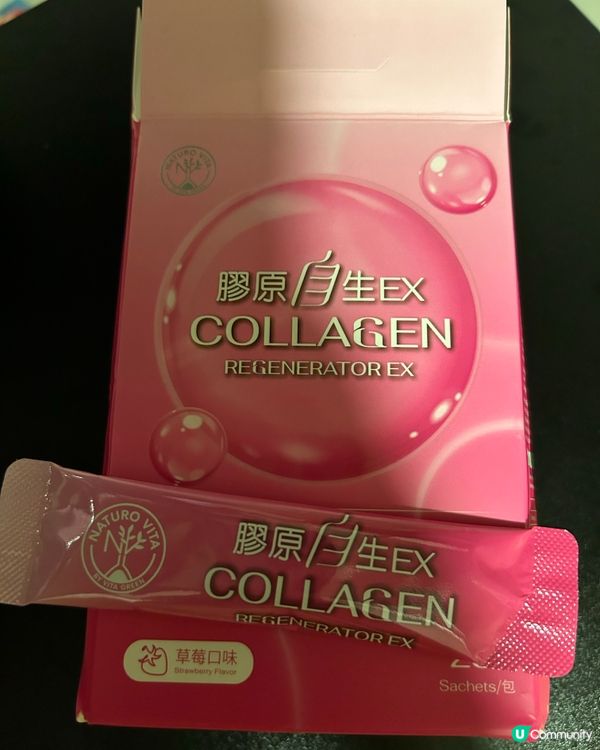 NATURO VITA
膠原自生EX
COLLAGEN
REGENERATOR EX
NATURO VITA
BY VITA GREEN
膠原自生EX
COLLAGEN
REGENERATOR EX
草莓口味
Strawberry Flavor
Sachets/包
U Community